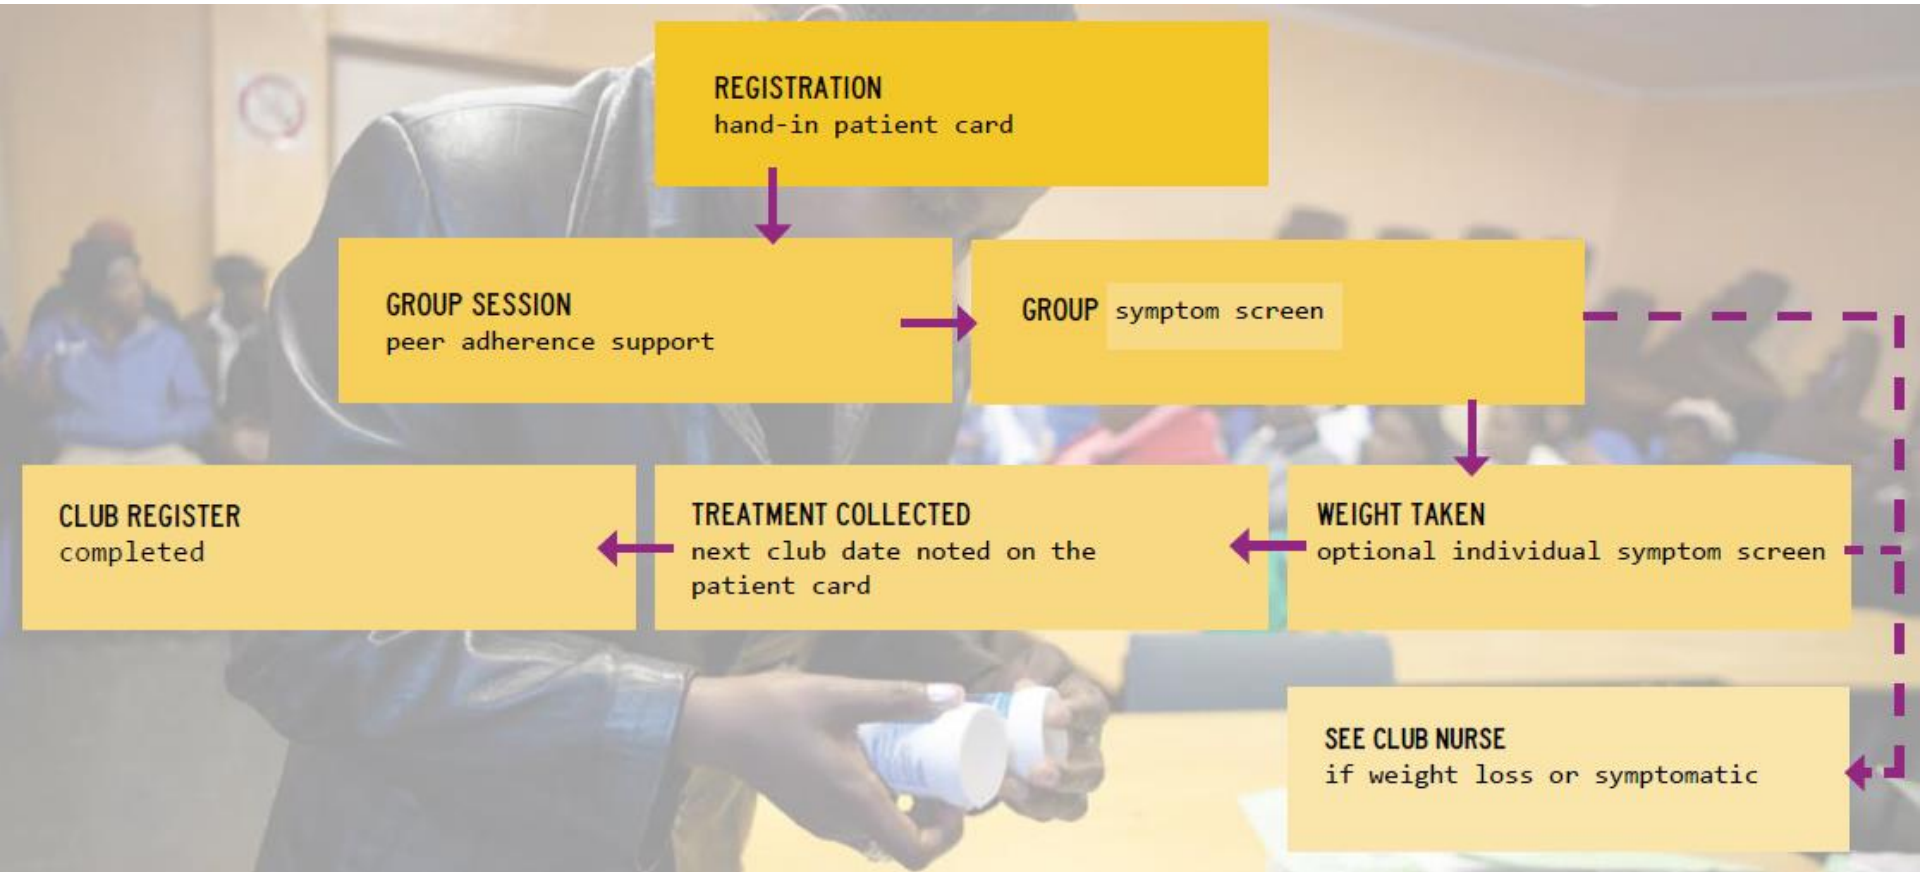 REGISTRATION
hand-in patient card
GROUP SESSION
peer adherence support
GROUP symptom screen
CLUB REGISTER
completed
TREATMENT COLLECTED
next club date noted on the
patient card
WEIGHT TAKEN
optional individual symptom screen
SEE CLUB NURSE
if weight loss or symptomatic